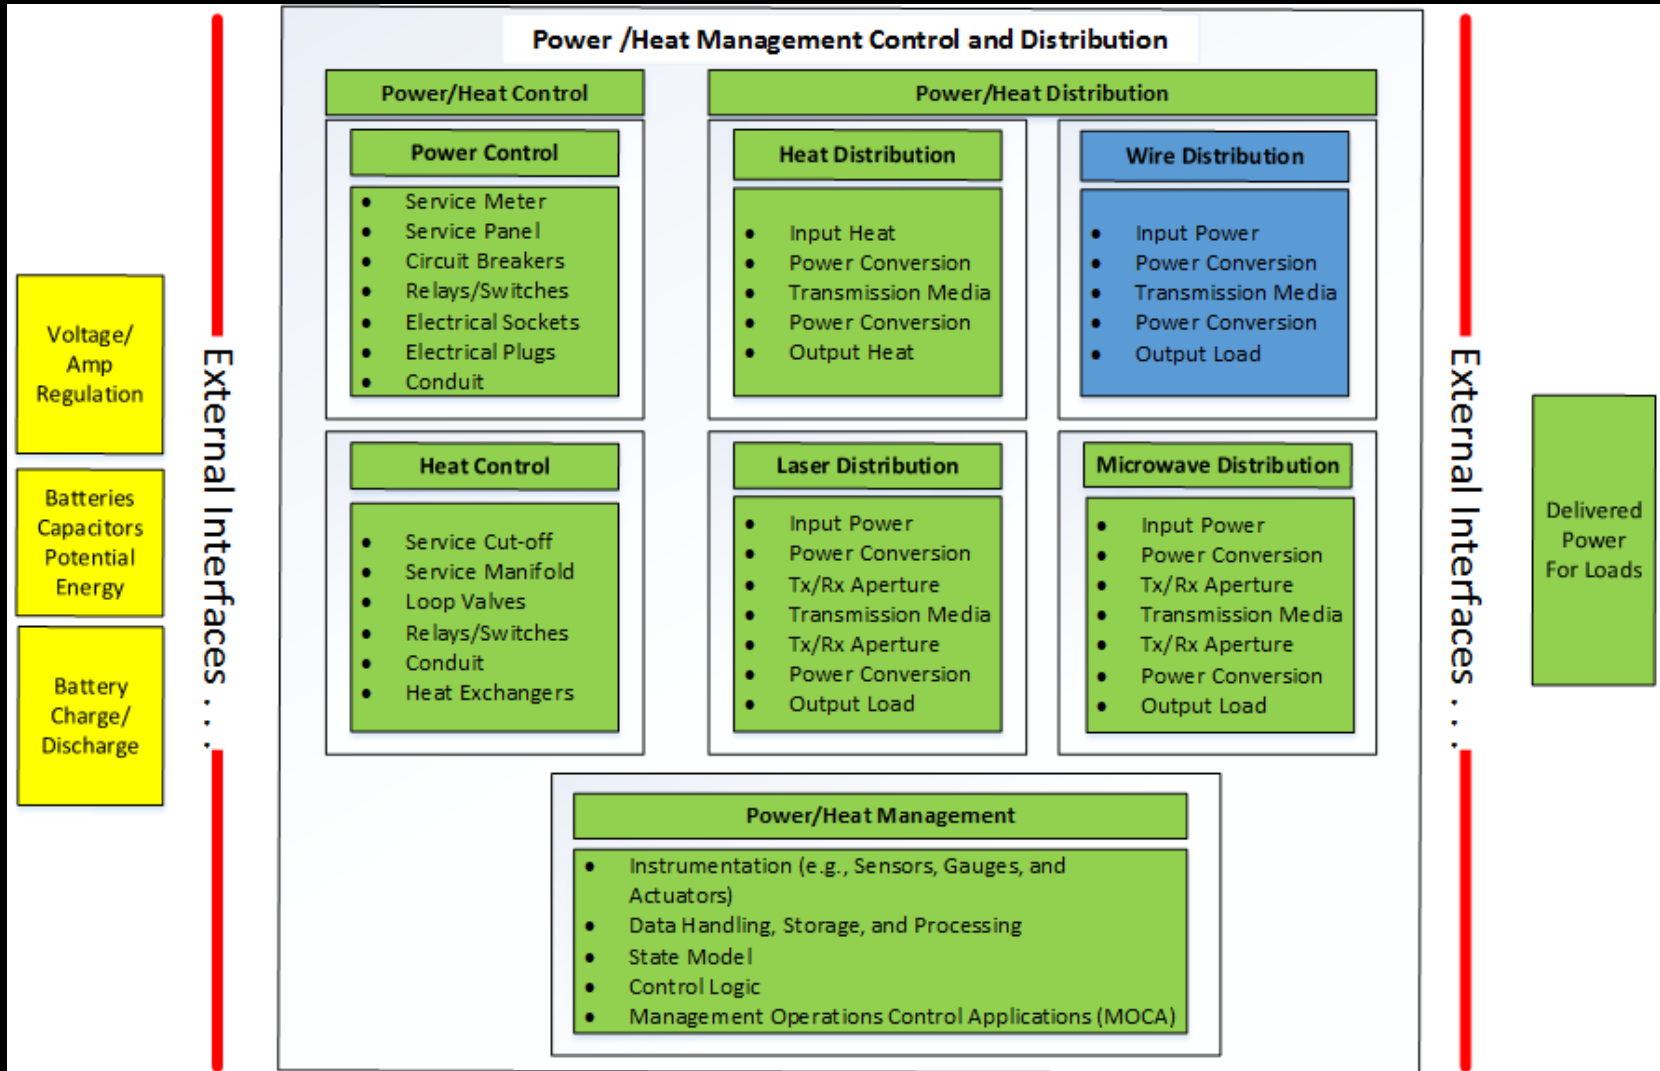 Power /Heat Management Control and Distribution
Power/Heat Control
Power Control
• Service Meter
• Service Panel
• Circuit Breakers
• Relays/Switches
• Electrical Sockets
• Electrical Plugs
• Conduit
Heat Control
• Service Cut-off
• Service Manifold
• Loop Valves
• Relays/Switches
• Conduit
• Heat Exchangers
Power/Heat Distribution
Heat Distribution
• Input Heat
• Power Conversion
• Transmission Media
• Power Conversion
• Output Heat
Wire Distribution
• Input Power
• Power Conversion
• Transmission Media
• Power Conversion
• Output Load
Laser Distribution
• Input Power
• Power Conversion
• Tx/Rx Aperture
• Transmission Media
• Tx/Rx Aperture
• Power Conversion
• Output Load
Microwave Distribution
• Input Power
• Power Conversion
• Tx/Rx Aperture
• Transmission Media
• Tx/Rx Aperture
• Power Conversion
• Output Load
Power/Heat Management
• Instrumentation (e.g., Sensors, Gauges, and
Actuators)
• Data Handling, Storage, and Processing
• State Model
• Control Logic
• Management Operations Control Applications (MOCA)
Voltage/
Amp
Regulation
Batteries
Capacitors
Potential
Energy
Battery
Charge/
Discharge
External Interfaces . . .
External Interfaces . . .
Delivered
Power
For Loads